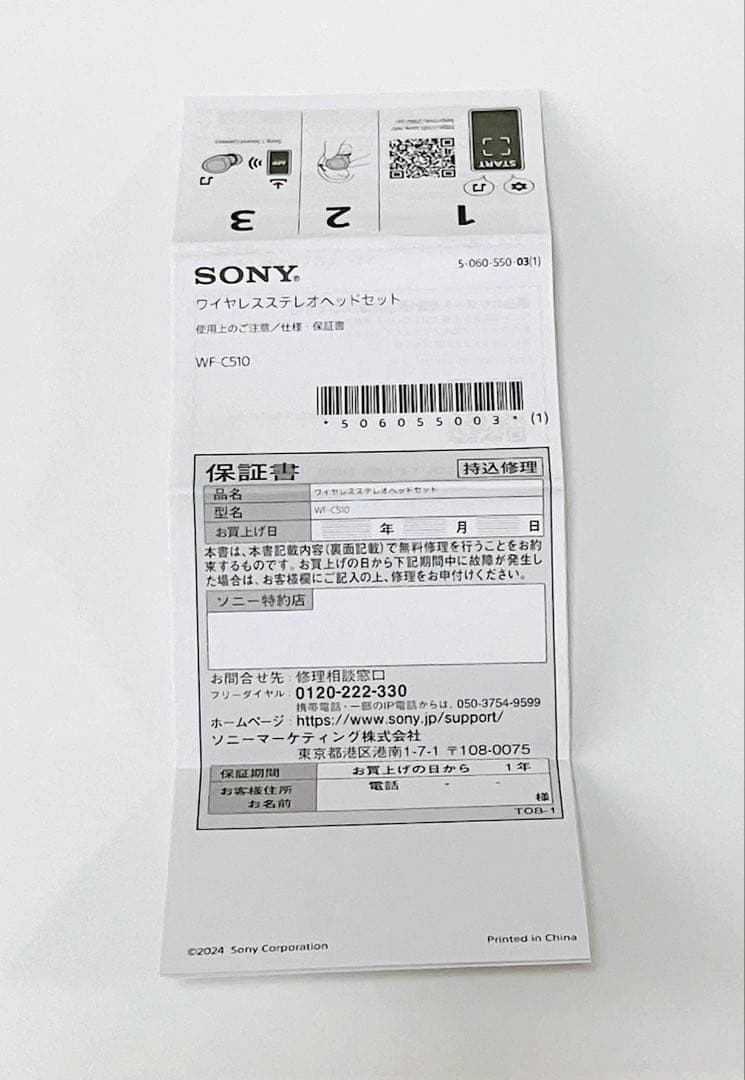 1
2
3
START
APP
SONY®
5-060-550-03(1)
ワイヤレスステレオヘッドセット
使用上のご注意／仕様・保証書
WF-C510
*506055003* (1)
保証書 持込修理
品名 ワイヤレスステレオヘッドセット
型名 WF-C510
お買上げ日 年 月 日
本書は、本書記載内容(裏面記載)で無料修理を行うことをお約
束するものです。お買上げの日から下記期間中に故障が発生し
た場合は、お客様欄にご記入の上、修理をお申付けください。
ソニー特約店
お問合せ先：修理相談窓口
フリーダイヤル：0120-222-330
携帯電話・一部のIP電話からは、050-3754-9599
ホームページ：https://www.sony.jp/support/
ソニーマーケティング株式会社
東京都港区港南1-7-1 〒108-0075
保証期間 お買上げの日から 1年
お客様住所 電話 - -
お名前 様
T08-1
©2024 Sony Corporation
Printed in China